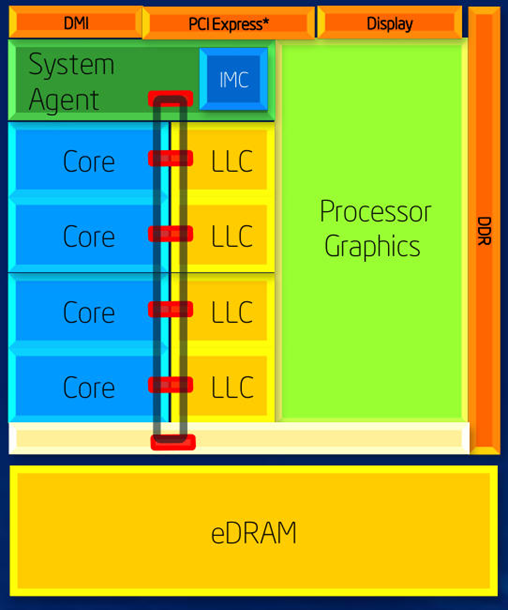 DMI
PCI Express*
Display
System
Agent
IMC
Core
LLC
Core
LLC
Core
LLC
Core
LLC
Processor
Graphics
DDR
eDRAM